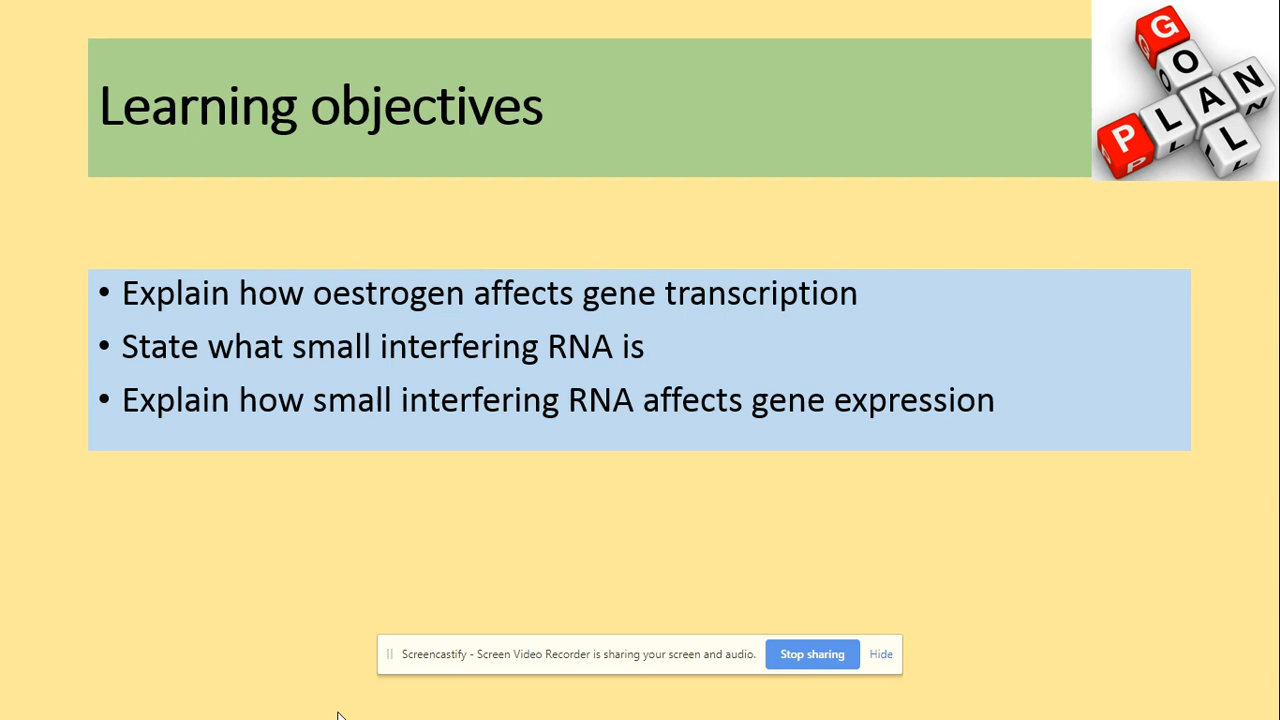 Learning objectives
GOAL
PLAN
• Explain how oestrogen affects gene transcription
• State what small interfering RNA is
• Explain how small interfering RNA affects gene expression
Screencastify - Screen Video Recorder is sharing your screen and audio. Stop sharing Hide